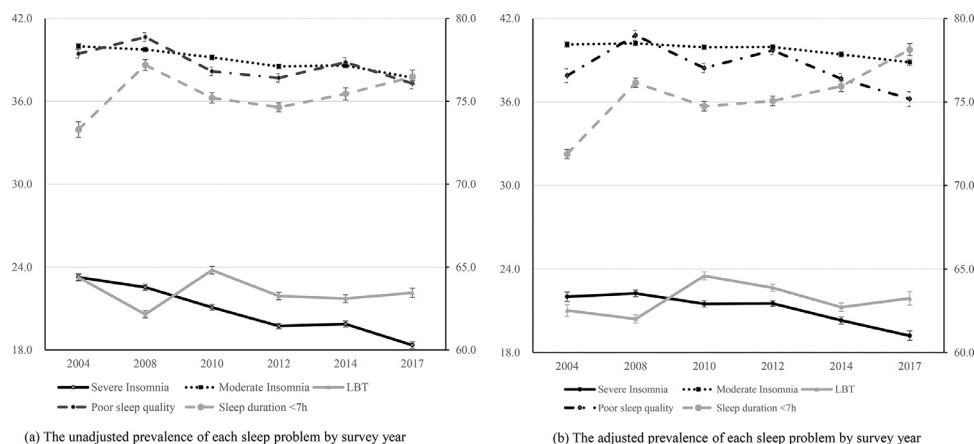 42.0 80.0 42.0 80.0
36.0 75.0 36.0 75.0
30.0 70.0 30.0 70.0
24.0 65.0 24.0 65.0
18.0 60.0 18.0 60.0
2004 2008 2010 2012 2014 2017 2004 2008 2010 2012 2014 2017
Severe Insomnia Moderate Insomnia LBT Severe Insomnia Moderate Insomnia LBT
Poor sleep quality Sleep duration <7h Poor sleep quality Sleep duration <7h
(a) The unadjusted prevalence of each sleep problem by survey year (b) The adjusted prevalence of each sleep problem by survey year